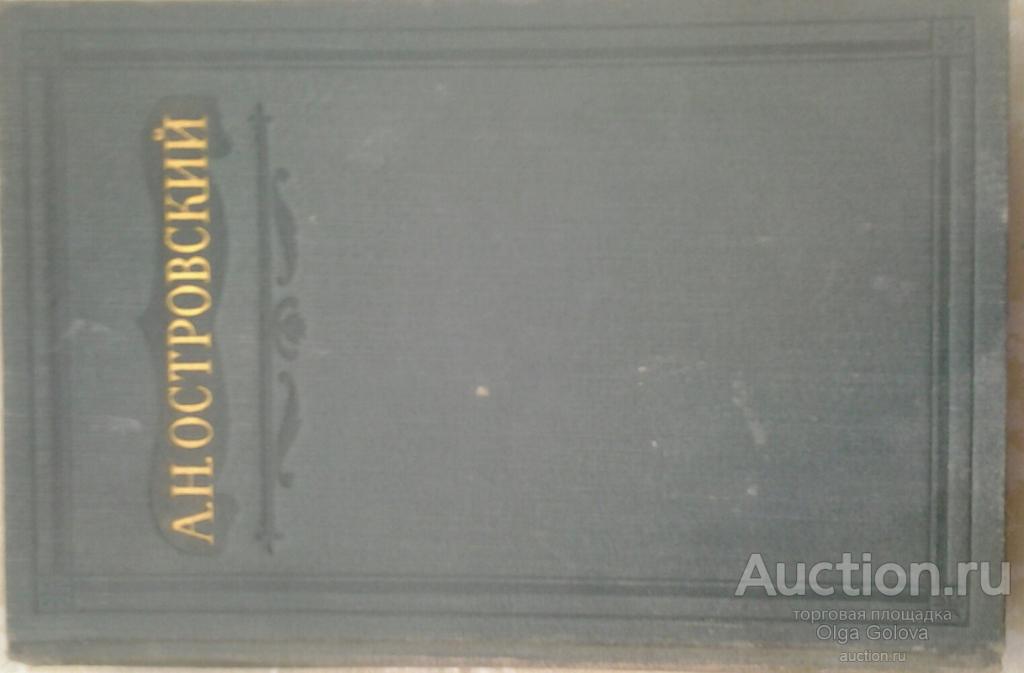 А.Н.ОСТРОВСКИЙ
Auction.ru
торговая площадка
Olga Golova
auction.ru